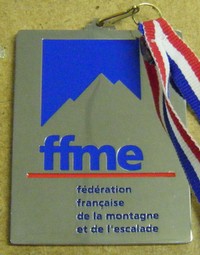 ffme
fédération
française
de la montagne
et de l'escalade